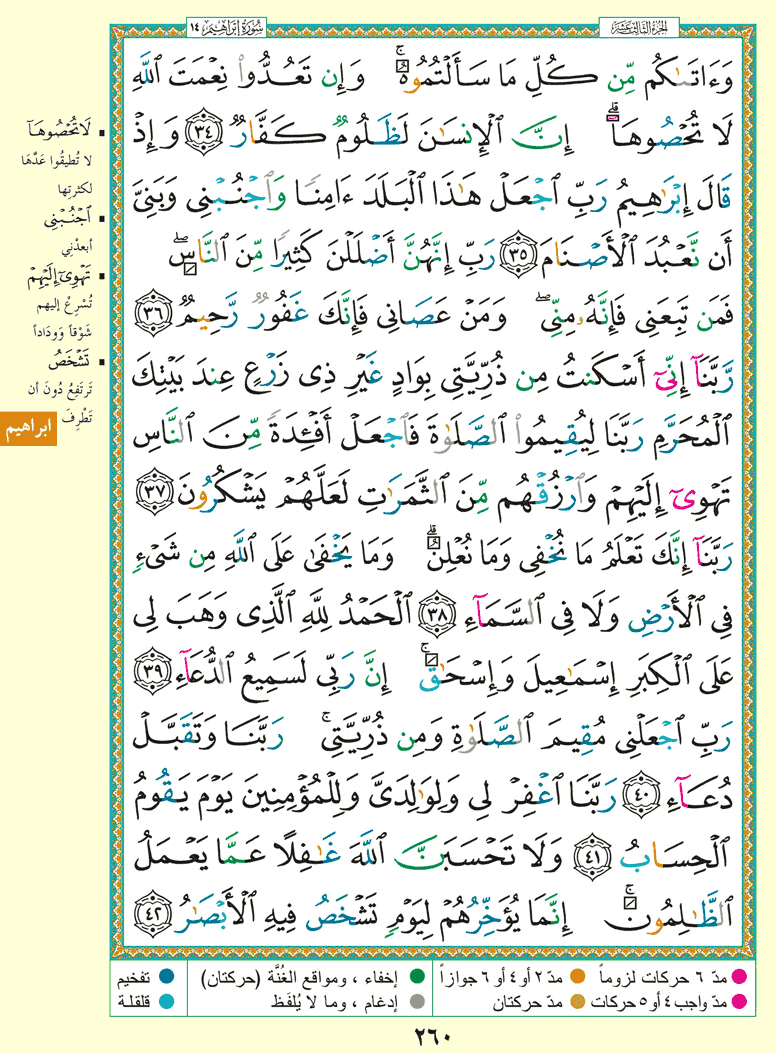 الجزء الثالث عشر
سورة إبراهيم ١٤
وَءَاتَىٰكُم مِّن كُلِّ مَا سَأَلْتُمُوهُ ۚ وَإِن تَعُدُّوا۟ نِعْمَتَ ٱللَّهِ
لَا تُحْصُوهَآ ۗ إِنَّ ٱلْإِنسَـٰنَ لَظَلُومٌ كَفَّارٌ ﴿٣٤﴾ وَإِذْ
قَالَ إِبْرَٰهِيمُ رَبِّ ٱجْعَلْ هَـٰذَا ٱلْبَلَدَ ءَامِنًا وَٱجْنُبْنِى وَبَنِىَّ
أَن نَّعْبُدَ ٱلْأَصْنَامَ ﴿٣٥﴾ رَبِّ إِنَّهُنَّ أَضْلَلْنَ كَثِيرًا مِّنَ ٱلنَّاسِ ۖ
فَمَن تَبِعَنِى فَإِنَّهُۥ مِنِّى ۖ وَمَنْ عَصَانِى فَإِنَّكَ غَفُورٌ رَّحِيمٌ ﴿٣٦﴾
رَّبَّنَآ إِنِّىٓ أَسْكَنتُ مِن ذُرِّيَّتِى بِوَادٍ غَيْرِ ذِى زَرْعٍ عِندَ بَيْتِكَ
ٱلْمُحَرَّمِ رَبَّنَا لِيُقِيمُوا۟ ٱلصَّلَوٰةَ فَٱجْعَلْ أَفْـِٔدَةً مِّنَ ٱلنَّاسِ
تَهْوِىٓ إِلَيْهِمْ وَٱرْزُقْهُم مِّنَ ٱلثَّمَرَٰتِ لَعَلَّهُمْ يَشْكُرُونَ ﴿٣٧﴾
رَبَّنَآ إِنَّكَ تَعْلَمُ مَا نُخْفِى وَمَا نُعْلِنُ ۗ وَمَا يَخْفَىٰ عَلَى ٱللَّهِ مِن شَىْءٍ
فِى ٱلْأَرْضِ وَلَا فِى ٱلسَّمَآءِ ﴿٣٨﴾ ٱلْحَمْدُ لِلَّهِ ٱلَّذِى وَهَبَ لِى
عَلَى ٱلْكِبَرِ إِسْمَـٰعِيلَ وَإِسْحَـٰقَ ۚ إِنَّ رَبِّى لَسَمِيعُ ٱلدُّعَآءِ ﴿٣٩﴾
رَبِّ ٱجْعَلْنِى مُقِيمَ ٱلصَّلَوٰةِ وَمِن ذُرِّيَّتِى ۚ رَبَّنَا وَتَقَبَّلْ
دُعَآءِ ﴿٤٠﴾ رَبَّنَا ٱغْفِرْ لِى وَلِوَٰلِدَىَّ وَلِلْمُؤْمِنِينَ يَوْمَ يَقُومُ
ٱلْحِسَابُ ﴿٤١﴾ وَلَا تَحْسَبَنَّ ٱللَّهَ غَـٰفِلًا عَمَّا يَعْمَلُ
ٱلظَّـٰلِمُونَ ۚ إِنَّمَا يُؤَخِّرُهُمْ لِيَوْمٍ تَشْخَصُ فِيهِ ٱلْأَبْصَـٰرُ ﴿٤٢﴾
▪ لَا تُحْصُوهَآ
لا تُطيقُوا عَدَّهَا
لكثرتِها
▪ ٱجْنُبْنِى
أبعدْنِي
▪ تَهْوِىٓ إِلَيْهِمْ
تُسْرِعُ إليهم
شَوْقاً وَوِدَاداً
▪ تَشْخَصُ
تَرتَفِعُ دُونَ أن
تَطْرِفَ
ابراهيم
مدّ ٦ حركات لزوماً
مدّ ٢ أو ٤ أو ٦ جوازاً
إخفاء ، ومواقع الغُنَّة (حركتان)
تفخيم
مدّ واجب ٤ أو ٥ حركات
مدّ حركتان
إدغام ، وما لا يُلفَظ
قلقلة
٢٦٠